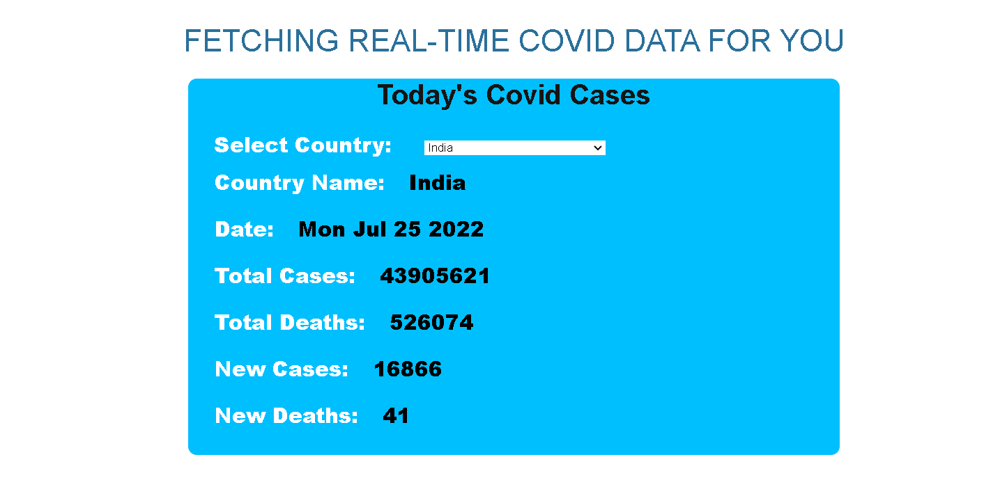 FETCHING REAL-TIME COVID DATA FOR YOU
Today's Covid Cases
Select Country: India
Country Name: India
Date: Mon Jul 25 2022
Total Cases: 43905621
Total Deaths: 526074
New Cases: 16866
New Deaths: 41